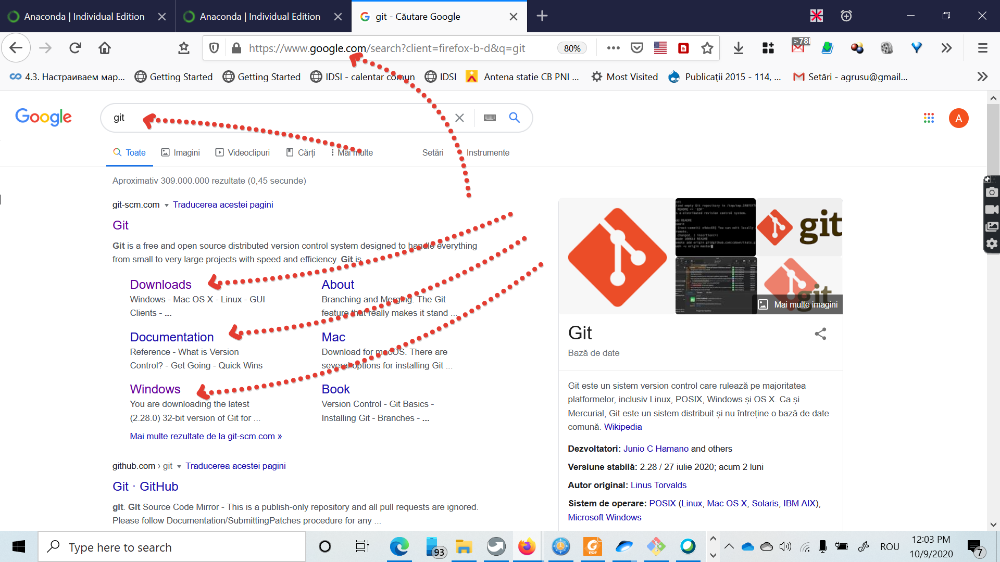 Anaconda | Individual Edition
Anaconda | Individual Edition
git - Căutare Google
https://www.google.com/search?client=firefox-b-d&q=git
80%
>78
4.3. Настраиваем мар...
Getting Started
Getting Started
IDSI - calentar comun
IDSI
Antena statie CB PNI ...
Most Visited
Publicații 2015 - 114, ...
Setări - agrusu@gmail...
Google
git
A
Toate
Imagini
Videoclipuri
Cărți
Mai multe
Setări
Instrumente
Aproximativ 309.000.000 rezultate (0,45 secunde)
git-scm.com
Traducerea acestei pagini
Git
Git is a free and open source distributed version control system designed to handle everything
from small to very large projects with speed and efficiency. Git is ...
Downloads
Windows - Mac OS X - Linux - GUI
Clients - ...
About
Branching and Merging. The Git
feature that really makes it stand ...
Documentation
Reference - What is Version
Control? - Get Going - Quick Wins
Mac
Download for macOS. There are
several options for installing Git ...
Windows
You are downloading the latest
(2.28.0) 32-bit version of Git for ...
Book
Version Control - Git Basics -
Installing Git - Branches - ...
Mai multe rezultate de la git-scm.com »
github.com › git
Traducerea acestei pagini
Git · GitHub
git. Git Source Code Mirror - This is a publish-only repository and all pull requests are ignored.
Please follow Documentation/SubmittingPatches procedure for any ...
git
git
Mai multe imagini
Git
Bază de date
Git este un sistem version control care rulează pe majoritatea
platformelor, inclusiv Linux, POSIX, Windows și OS X. Ca și
Mercurial, Git este un sistem distribuit și nu întreține o bază de date
comună. Wikipedia
Dezvoltatori: Junio C Hamano and others
Versiune stabilă: 2.28 / 27 iulie 2020; acum 2 luni
Autor original: Linus Torvalds
Sistem de operare: POSIX (Linux, Mac OS X, Solaris, IBM AIX),
Microsoft Windows
Type here to search
93
PDF
ROU
12:03 PM
10/9/2020
7